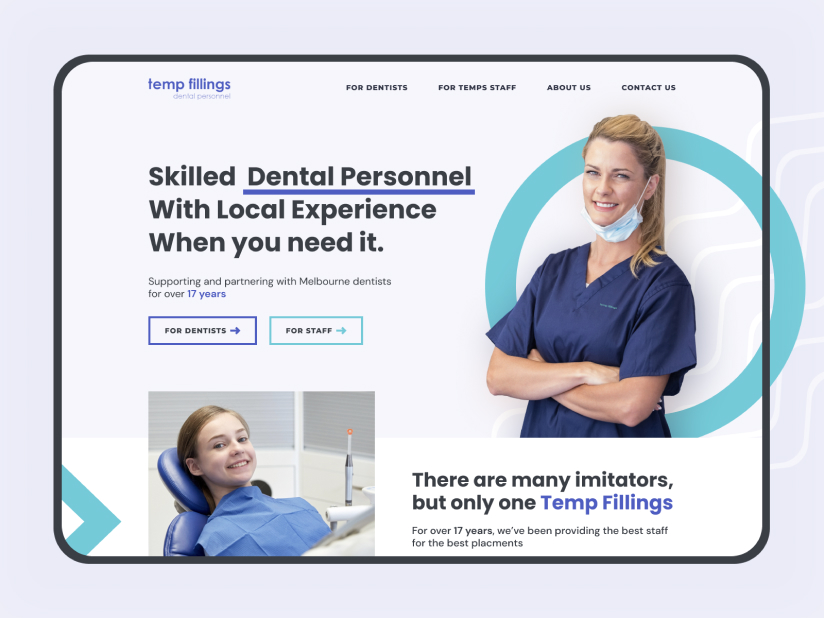 temp fillings
dental personnel
FOR DENTISTS
FOR TEMPS STAFF
ABOUT US
CONTACT US
Skilled Dental Personnel
With Local Experience
When you need it.
Supporting and partnering with Melbourne dentists
for over 17 years
FOR DENTISTS
FOR STAFF
There are many imitators,
but only one Temp Fillings
For over 17 years, we've been providing the best staff
for the best placments